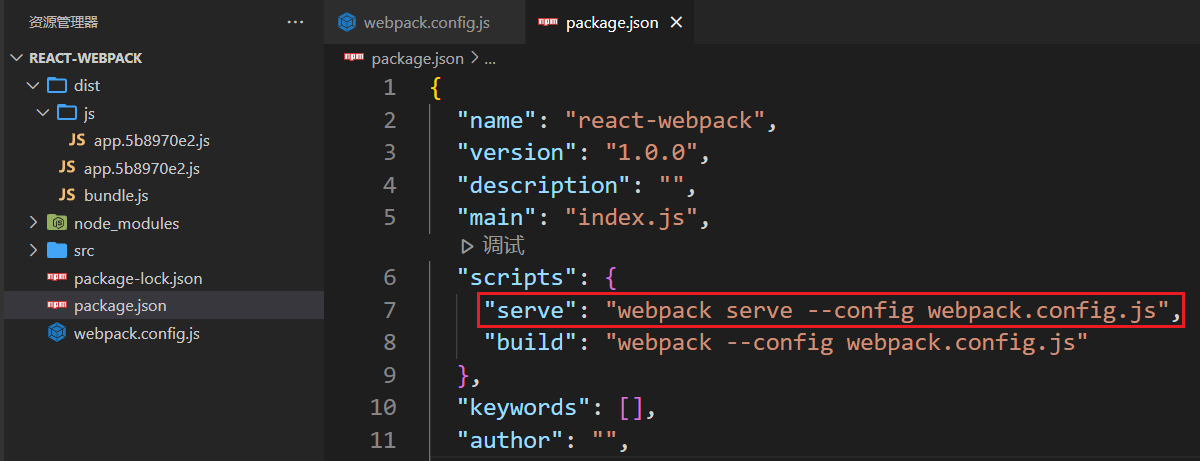 资源管理器
REACT-WEBPACK
dist
js
JS app.5b8970e2.js
JS app.5b8970e2.js
JS bundle.js
node_modules
src
npm package-lock.json
npm package.json
webpack.config.js
webpack.config.js
npm package.json
npm package.json > ...
1 {
2 "name": "react-webpack",
3 "version": "1.0.0",
4 "description": "",
5 "main": "index.js",
调试
6 "scripts": {
7 "serve": "webpack serve --config webpack.config.js",
8 "build": "webpack --config webpack.config.js"
9 },
10 "keywords": [],
11 "author": "",